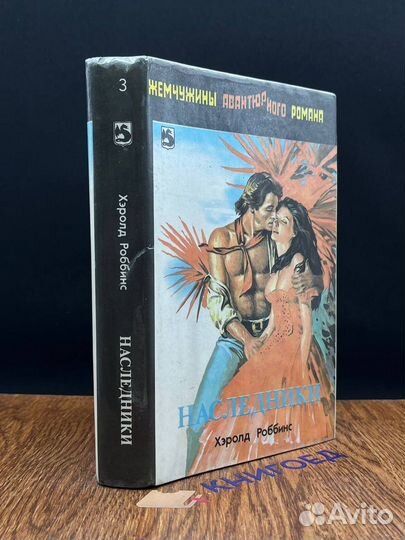 3
Хэролд Роббинс
НАСЛЕДНИКИ
ЖЕМЧУЖИНЫ АВАНТЮРНОГО РОМАНА
НАСЛЕДНИКИ
Хэролд Роббинс
КНИГОЕД
Avito